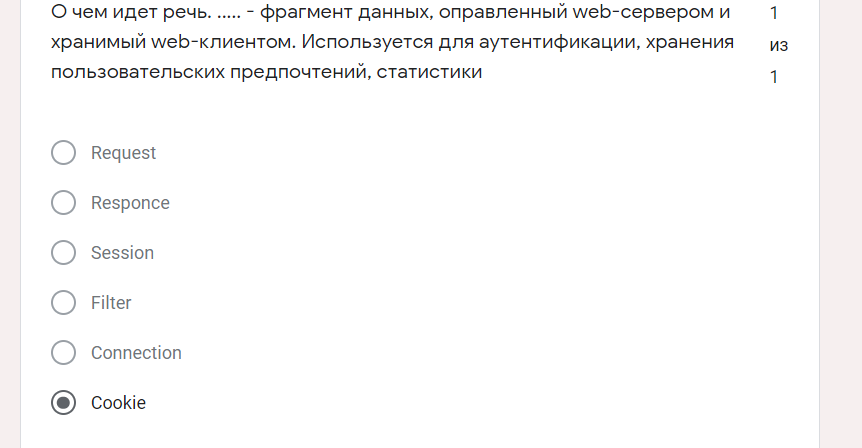 О чем идет речь. ..... - фрагмент данных, оправленный web-сервером и
хранимый web-клиентом. Используется для аутентификации, хранения
пользовательских предпочтений, статистики
1
из
1
Request
Responce
Session
Filter
Connection
Cookie